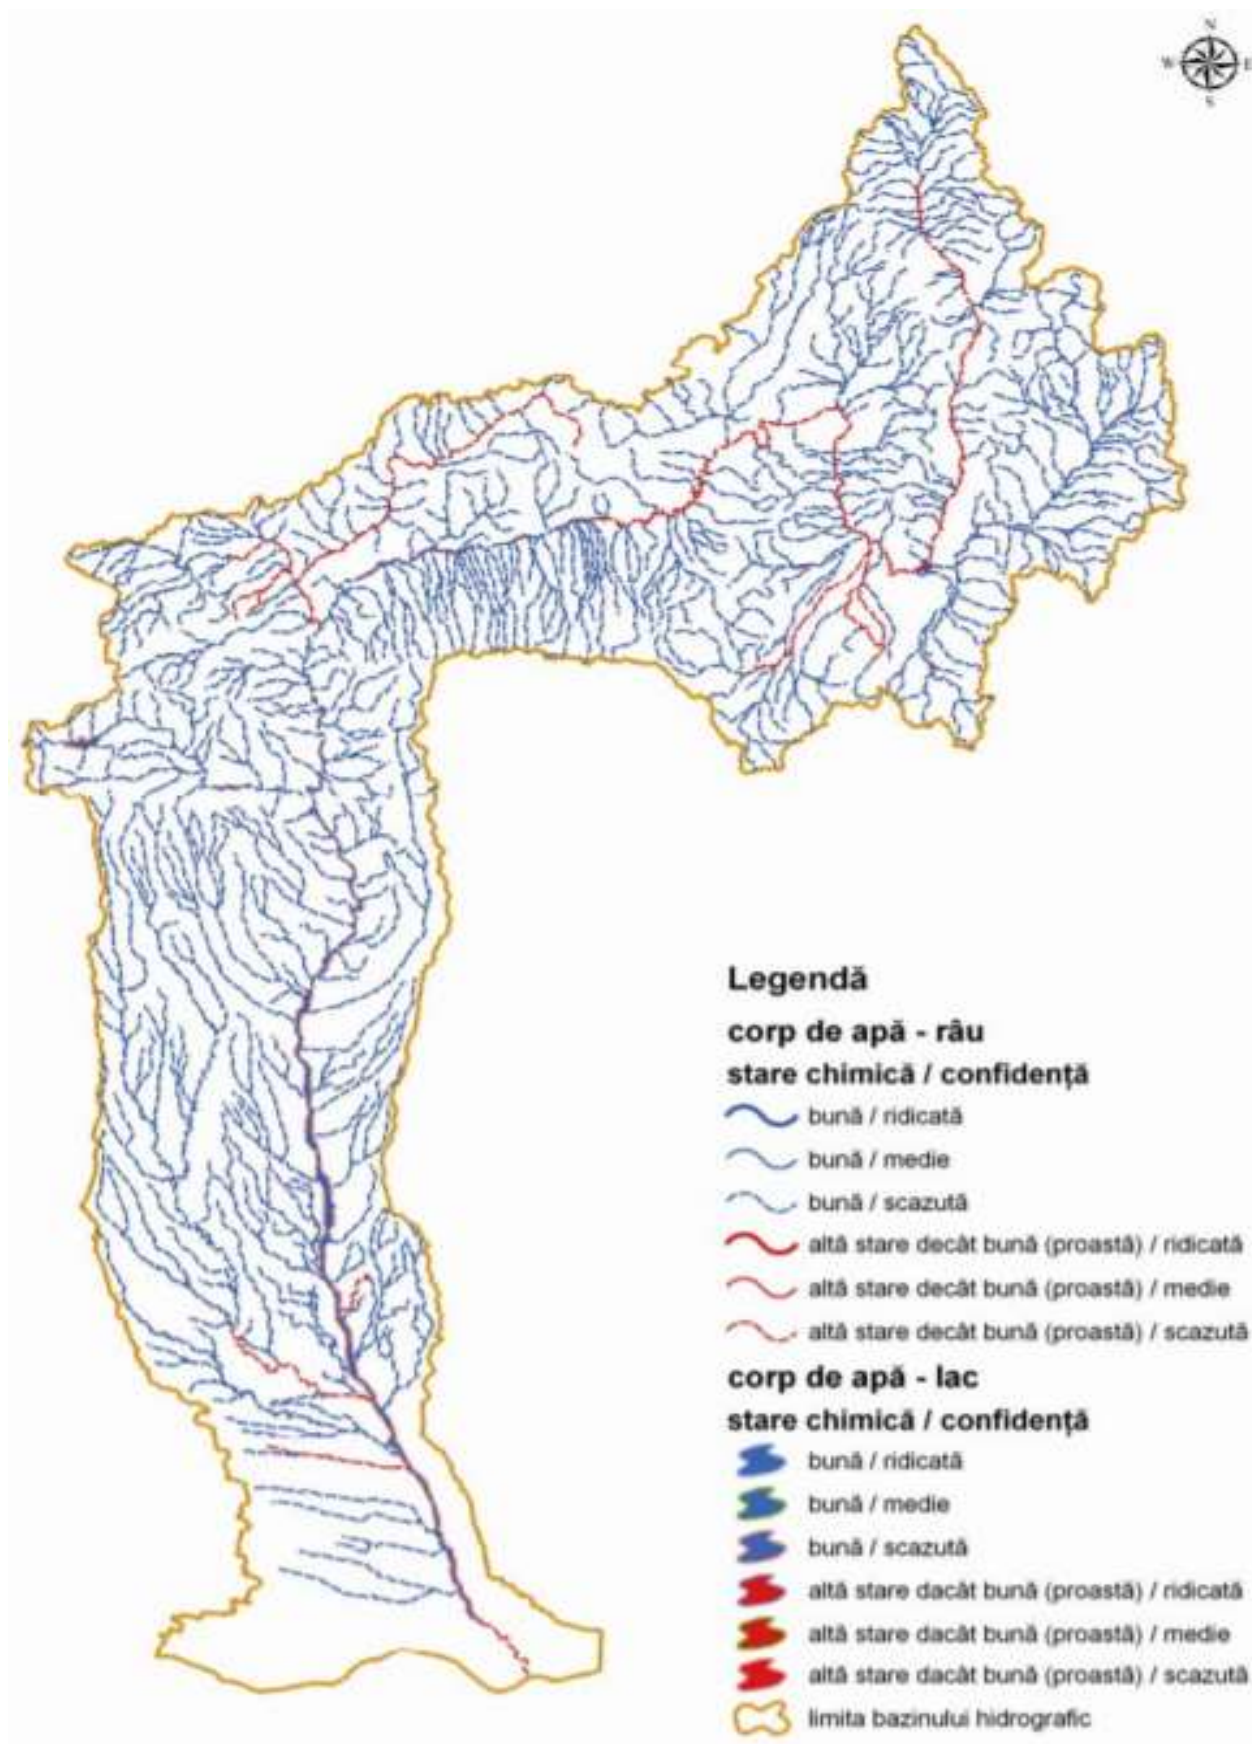 N
W E
S
Legendă
corp de apă - râu
stare chimică / confidență
bună / ridicată
bună / medie
bună / scazută
altă stare decât bună (proastă) / ridicată
altă stare decât bună (proastă) / medie
altă stare decât bună (proastă) / scazută
corp de apă - lac
stare chimică / confidență
bună / ridicată
bună / medie
bună / scazută
altă stare dacât bună (proastă) / ridicată
altă stare dacât bună (proastă) / medie
altă stare dacât bună (proastă) / scazută
limita bazinului hidrografic